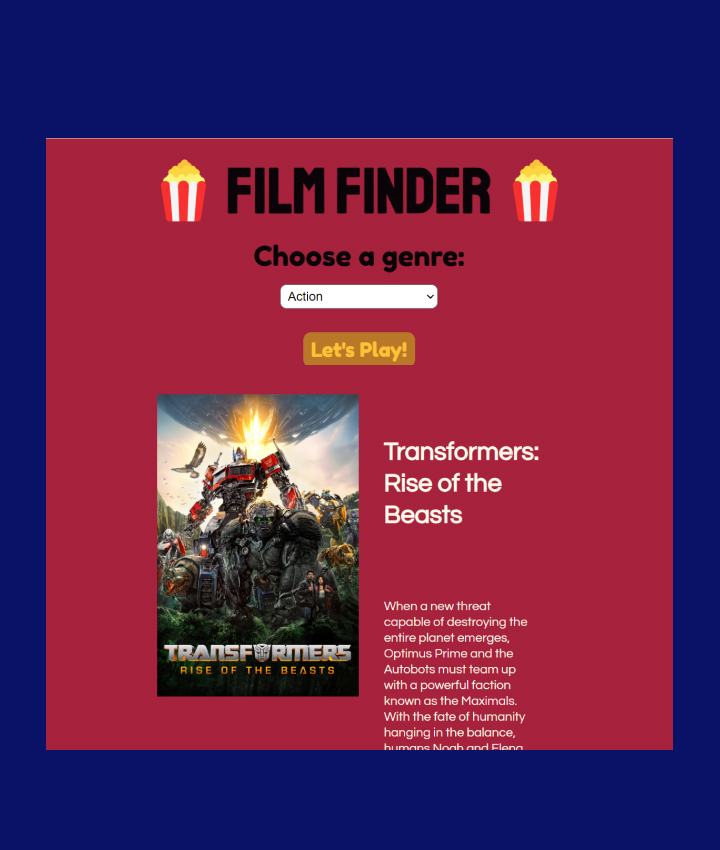 FILM FINDER
Choose a genre:
Action
Let's Play!
TRANSFORMERS
RISE OF THE BEASTS
Transformers:
Rise of the
Beasts
When a new threat
capable of destroying the
entire planet emerges,
Optimus Prime and the
Autobots must team up
with a powerful faction
known as the Maximals.
With the fate of humanity
hanging in the balance,
humans Noah and Elena